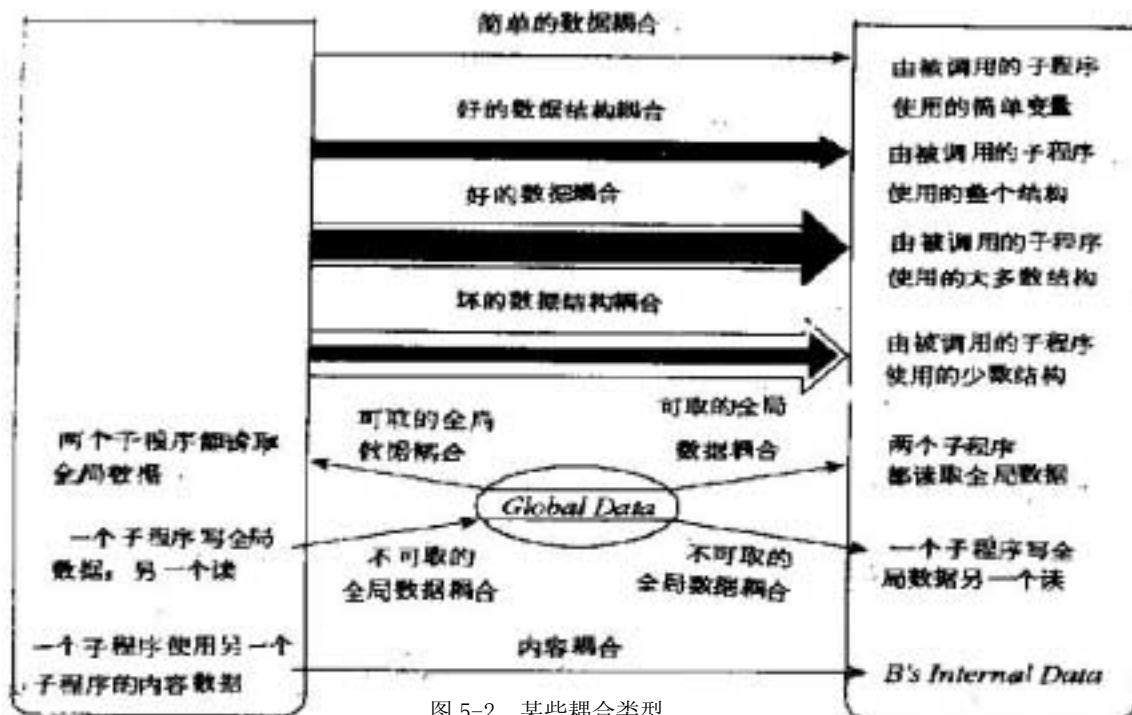 简单的数据耦合
由被调用的子程序
使用的简单变量
好的数据结构耦合
由被调用的子程序
使用的整个结构
好的数据耦合
由被调用的子程序
使用的大多数结构
坏的数据结构耦合
由被调用的子程序
使用的少数结构
两个子程序都读取
全局数据
可取的全局
数据耦合
可取的全局
数据耦合
两个子程序
都读取全局数据
Global Data
一个子程序写全局
数据,另一个读
不可取的
全局数据耦合
不可取的
全局数据耦合
一个子程序写全
局数据另一个读
一个子程序使用另一个
子程序的内容数据
内容耦合
B's Internal Data
图 5-2 某些耦合类型